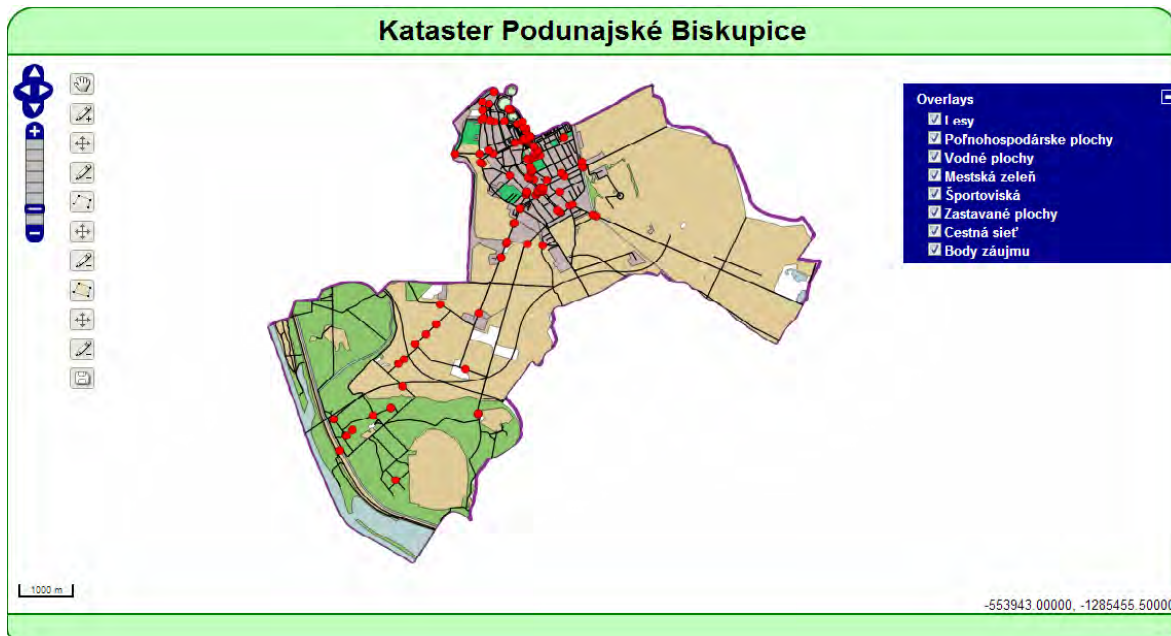 Kataster Podunajské Biskupice
Overlays
Lesy
Poľnohospodárske plochy
Vodné plochy
Mestská zeleň
Športoviská
Zastavané plochy
Cestná sieť
Body záujmu
1000 m
-553943.00000, -1285455.50000